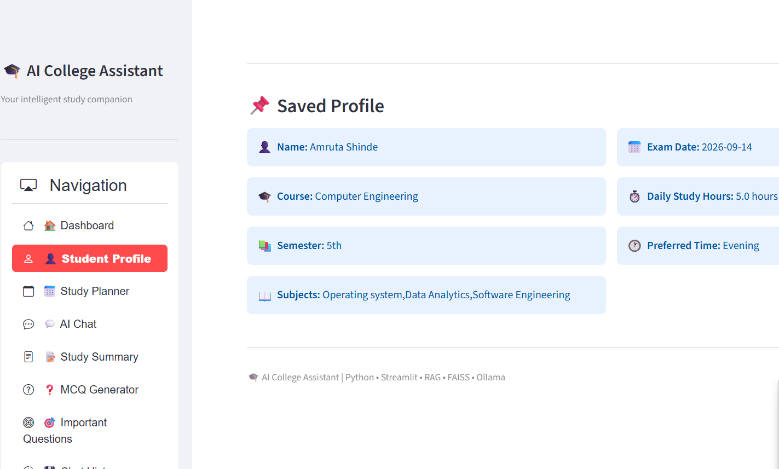 AI College Assistant
Your intelligent study companion
Navigation
Dashboard
Student Profile
Study Planner
AI Chat
Study Summary
MCQ Generator
Important
Questions
Saved Profile
Name: Amruta Shinde
Exam Date: 2026-09-14
Course: Computer Engineering
Daily Study Hours: 5.0 hours
Semester: 5th
Preferred Time: Evening
Subjects: Operating system,Data Analytics,Software Engineering
AI College Assistant | Python • Streamlit • RAG • FAISS • Ollama